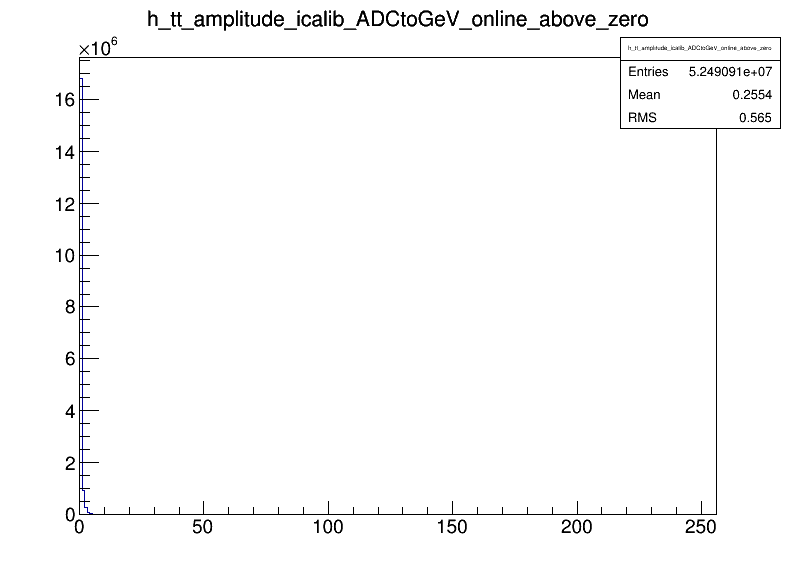 h_tt_amplitude_icalib_ADCtoGeV_online_above_zero
×10⁶
h_tt_amplitude_icalib_ADCtoGeV_online_above_zero
Entries 5.249091e+07
Mean 0.2554
RMS 0.565
16
14
12
10
8
6
4
2
0
0 50 100 150 200 250